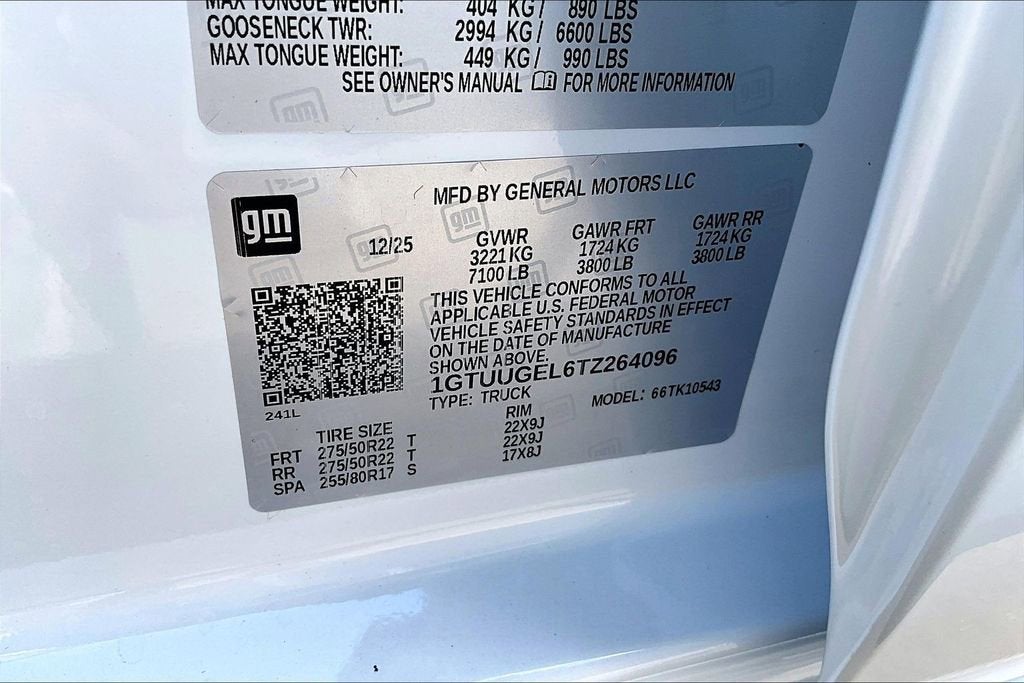 MAX TONGUE WEIGHT: 404 KG/ 890 LBS
GOOSENECK TWR: 2994 KG/ 6600 LBS
MAX TONGUE WEIGHT: 449 KG/ 990 LBS
SEE OWNER'S MANUAL FOR MORE INFORMATION
MFD BY GENERAL MOTORS LLC
gm
12/25
GVWR GAWR FRT GAWR RR
3221 KG 1724 KG 1724 KG
7100 LB 3800 LB 3800 LB
THIS VEHICLE CONFORMS TO ALL
APPLICABLE U.S. FEDERAL MOTOR
VEHICLE SAFETY STANDARDS IN EFFECT
ON THE DATE OF MANUFACTURE
SHOWN ABOVE.
1GTUUGEL6TZ264096
TYPE: TRUCK MODEL: 66TK10543
241L
TIRE SIZE RIM
FRT 275/50R22 T 22X9J
RR 275/50R22 T 22X9J
SPA 255/80R17 S 17X8J